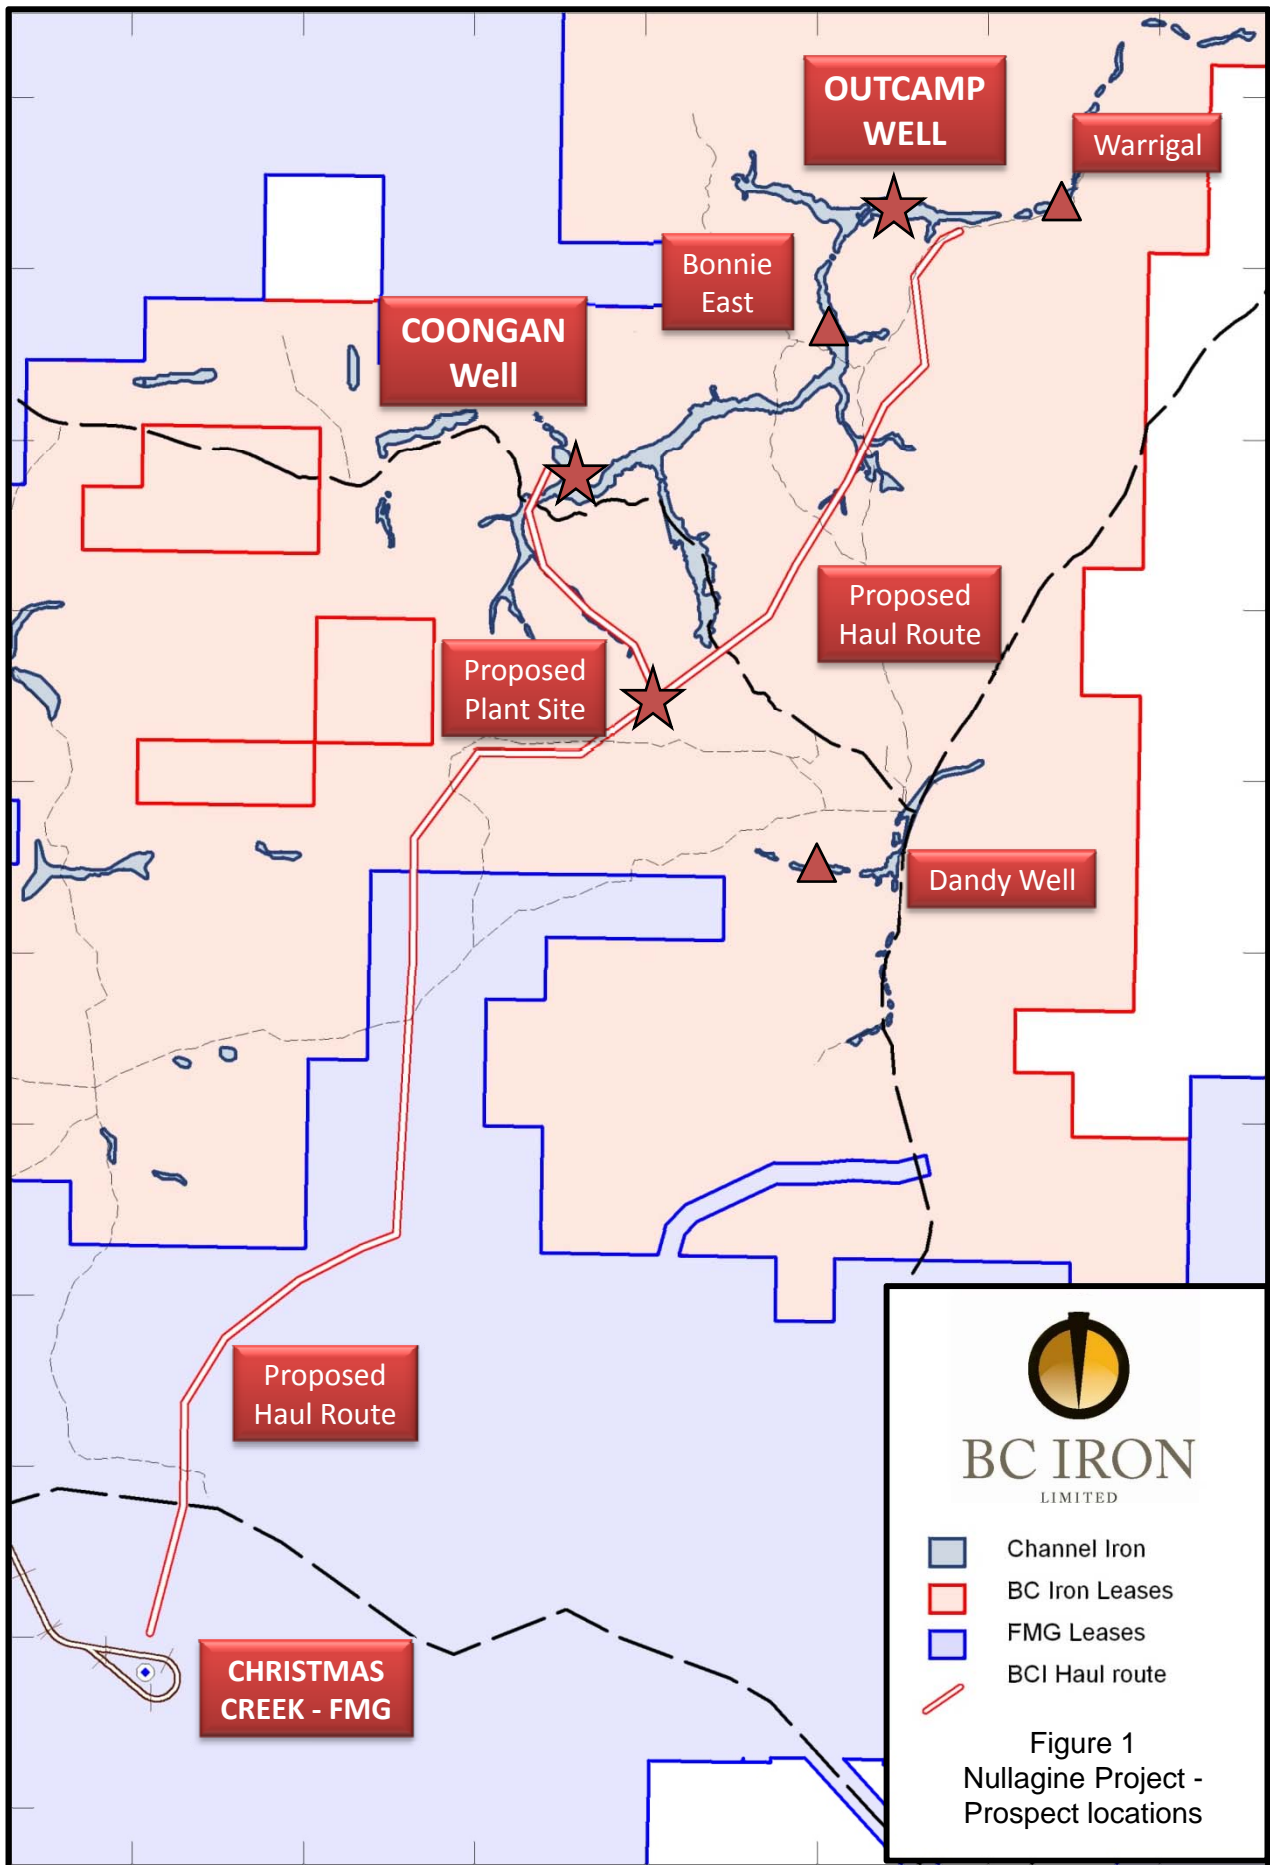 OUTCAMP
WELL
Warrigal
Bonnie
East
COONGAN
Well
Proposed
Haul Route
Proposed
Plant Site
Dandy Well
Proposed
Haul Route
CHRISTMAS
CREEK - FMG
BC IRON
LIMITED
Channel Iron
BC Iron Leases
FMG Leases
BCI Haul route
Figure 1
Nullagine Project -
Prospect locations